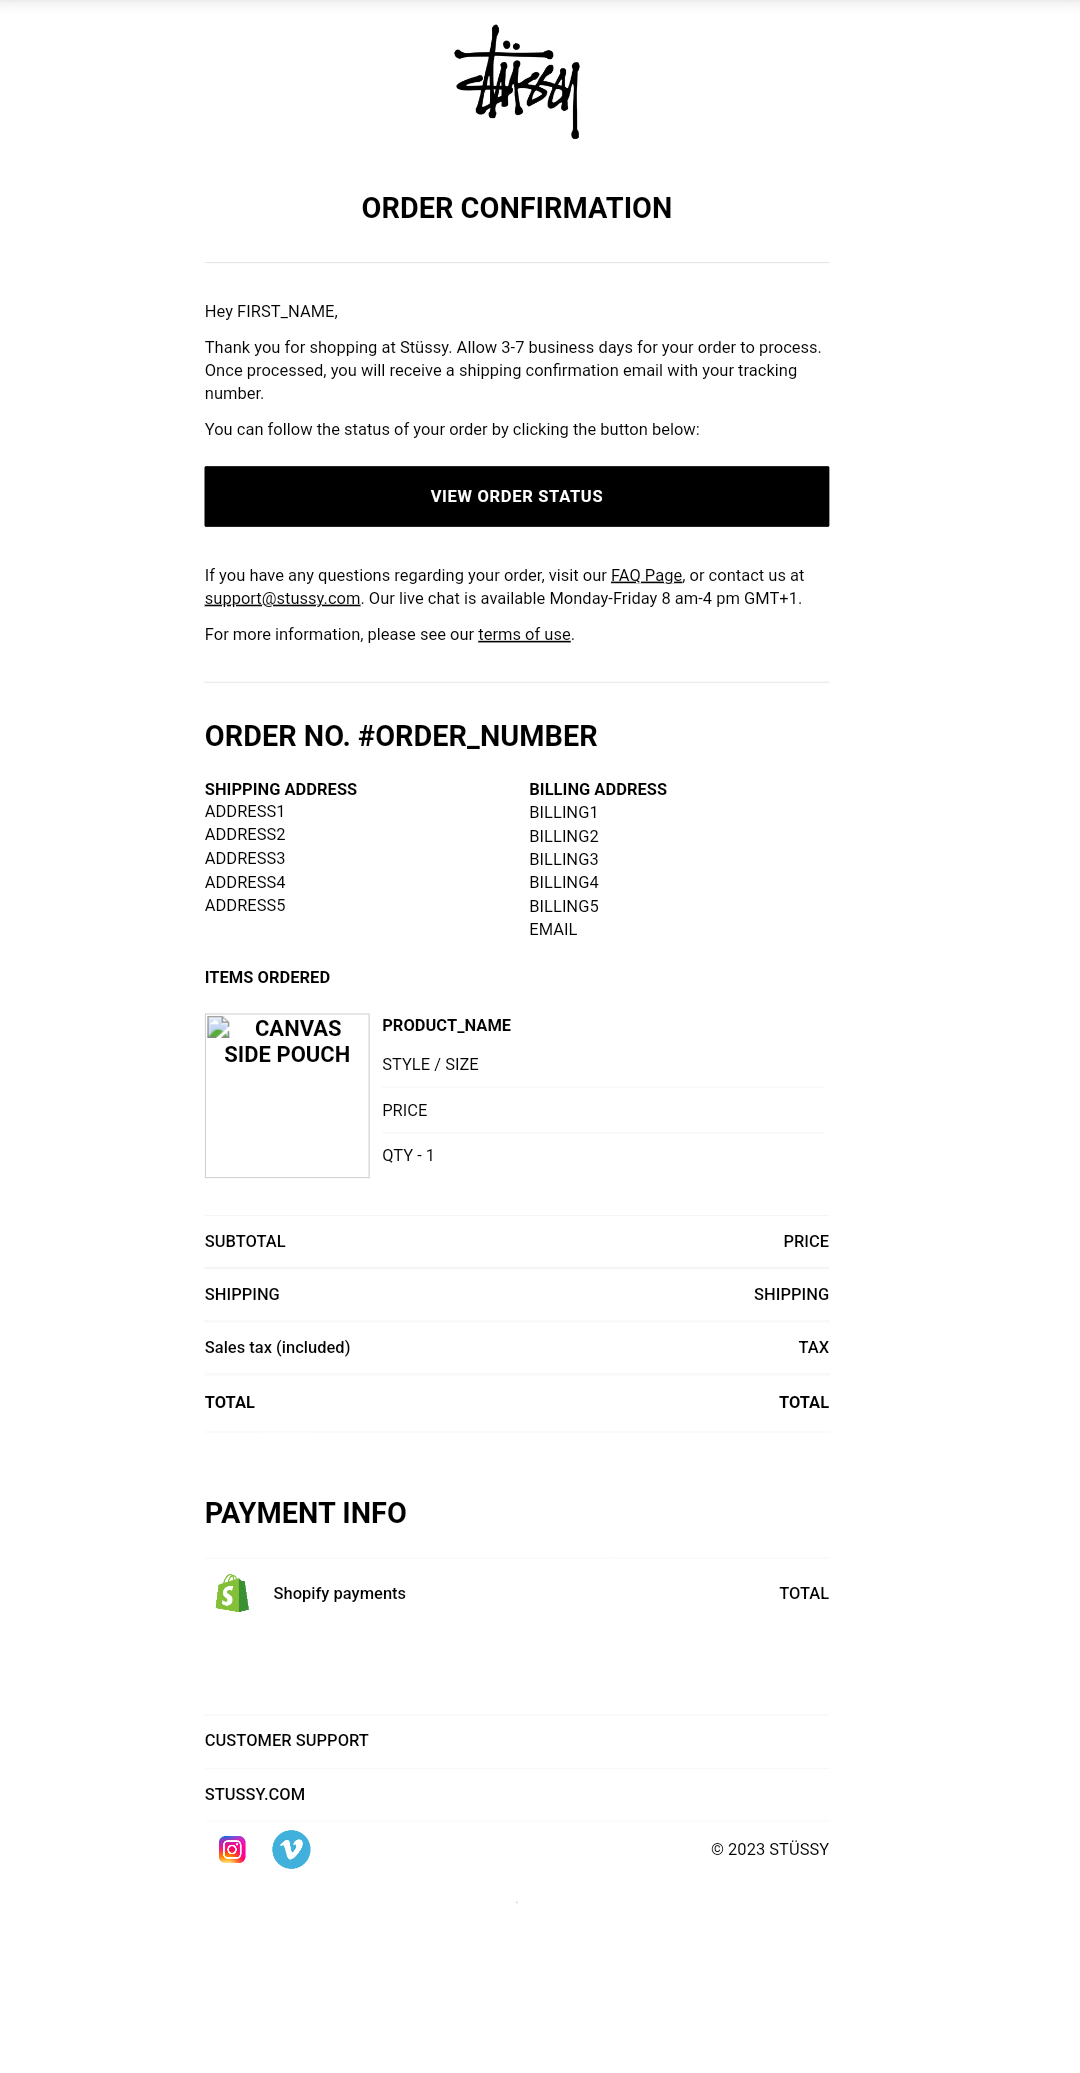 Stüssy
ORDER CONFIRMATION
Hey FIRST_NAME,
Thank you for shopping at Stüssy. Allow 3-7 business days for your order to process.
Once processed, you will receive a shipping confirmation email with your tracking
number.
You can follow the status of your order by clicking the button below:
VIEW ORDER STATUS
If you have any questions regarding your order, visit our FAQ Page, or contact us at
support@stussy.com. Our live chat is available Monday-Friday 8 am-4 pm GMT+1.
For more information, please see our terms of use.
ORDER NO. #ORDER_NUMBER
SHIPPING ADDRESS
ADDRESS1
ADDRESS2
ADDRESS3
ADDRESS4
ADDRESS5
BILLING ADDRESS
BILLING1
BILLING2
BILLING3
BILLING4
BILLING5
EMAIL
ITEMS ORDERED
CANVAS
SIDE POUCH
PRODUCT_NAME
STYLE / SIZE
PRICE
QTY - 1
SUBTOTAL PRICE
SHIPPING SHIPPING
Sales tax (included) TAX
TOTAL TOTAL
PAYMENT INFO
Shopify payments TOTAL
CUSTOMER SUPPORT
STUSSY.COM
© 2023 STÜSSY